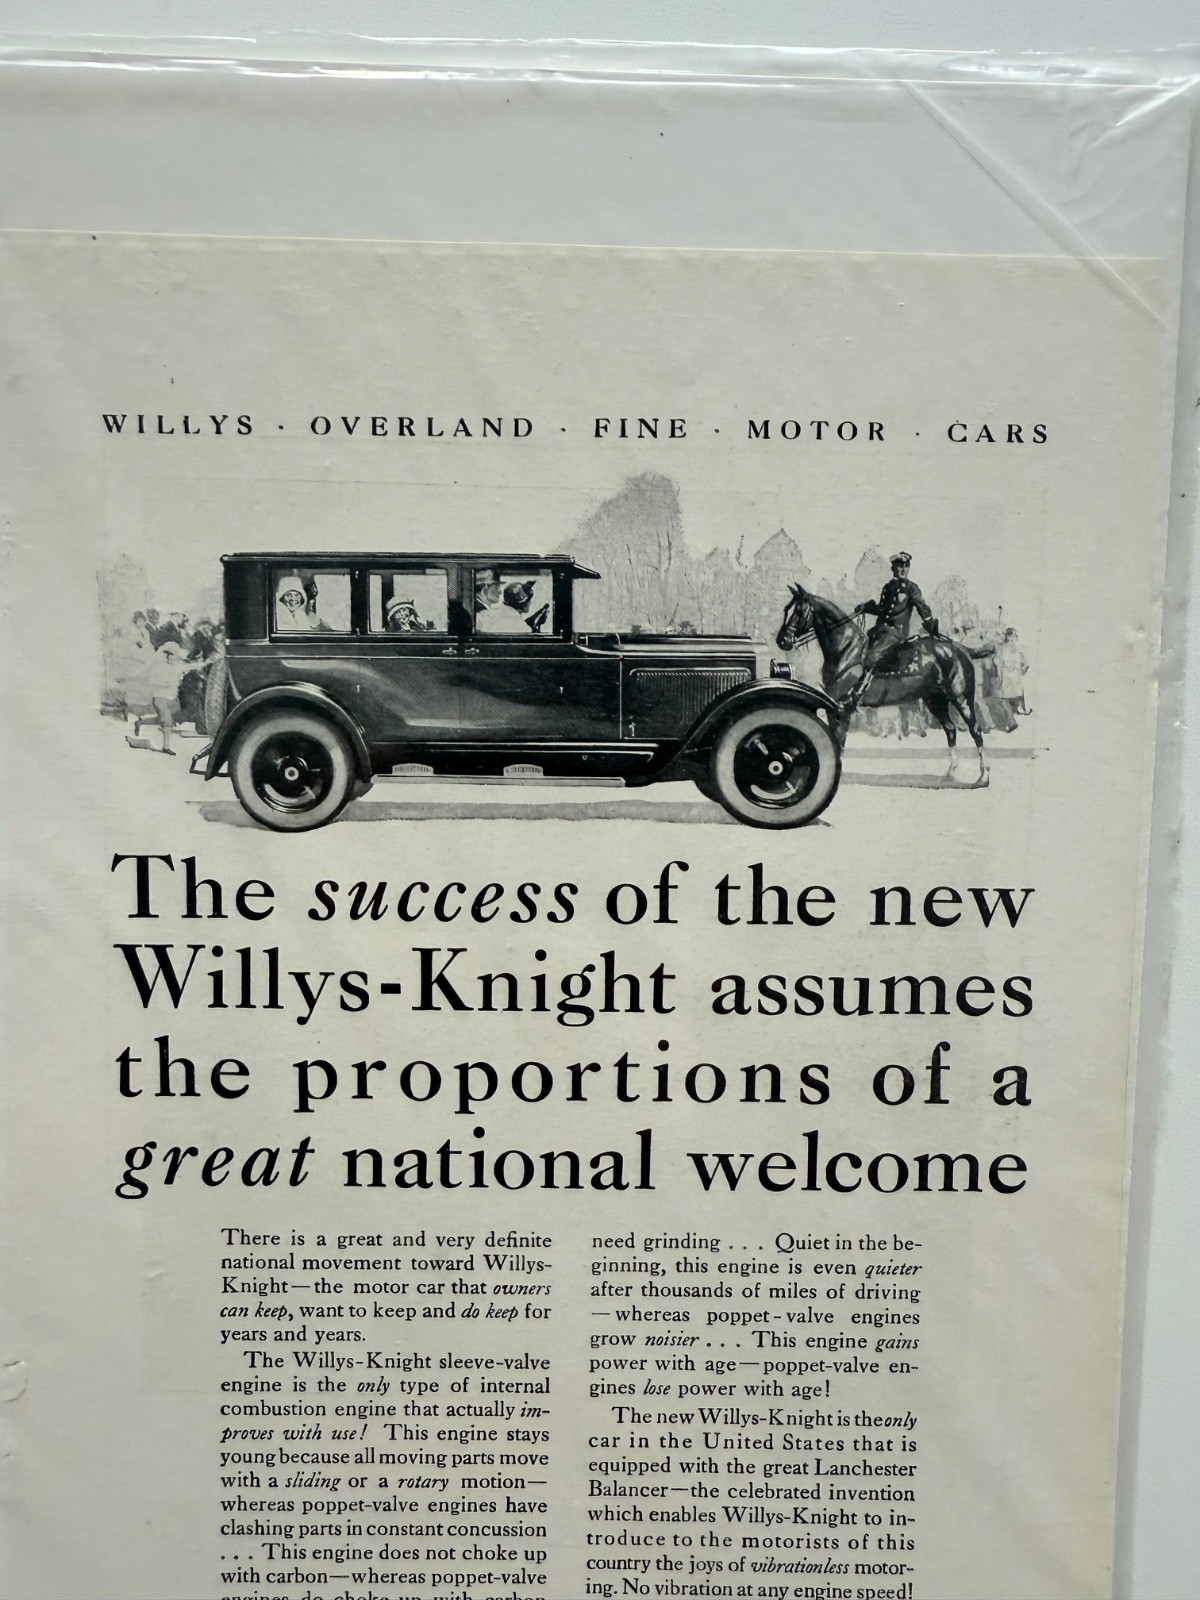 WILLYS · OVERLAND · FINE · MOTOR · CARS
The success of the new
Willys-Knight assumes
the proportions of a
great national welcome
There is a great and very definite
national movement toward Willys-
Knight—the motor car that owners
can keep, want to keep and do keep for
years and years.
The Willys-Knight sleeve-valve
engine is the only type of internal
combustion engine that actually im-
proves with use! This engine stays
young because all moving parts move
with a sliding or a rotary motion—
whereas poppet-valve engines have
clashing parts in constant concussion
. . . This engine does not choke up
with carbon—whereas poppet-valve
engines do choke up with carbon
need grinding . . . Quiet in the be-
ginning, this engine is even quieter
after thousands of miles of driving
—whereas poppet-valve engines
grow noisier . . . This engine gains
power with age—poppet-valve en-
gines lose power with age!
The new Willys-Knight is the only
car in the United States that is
equipped with the great Lanchester
Balancer—the celebrated invention
which enables Willys-Knight to in-
troduce to the motorists of this
country the joys of vibrationless motor-
ing. No vibration at any engine speed!